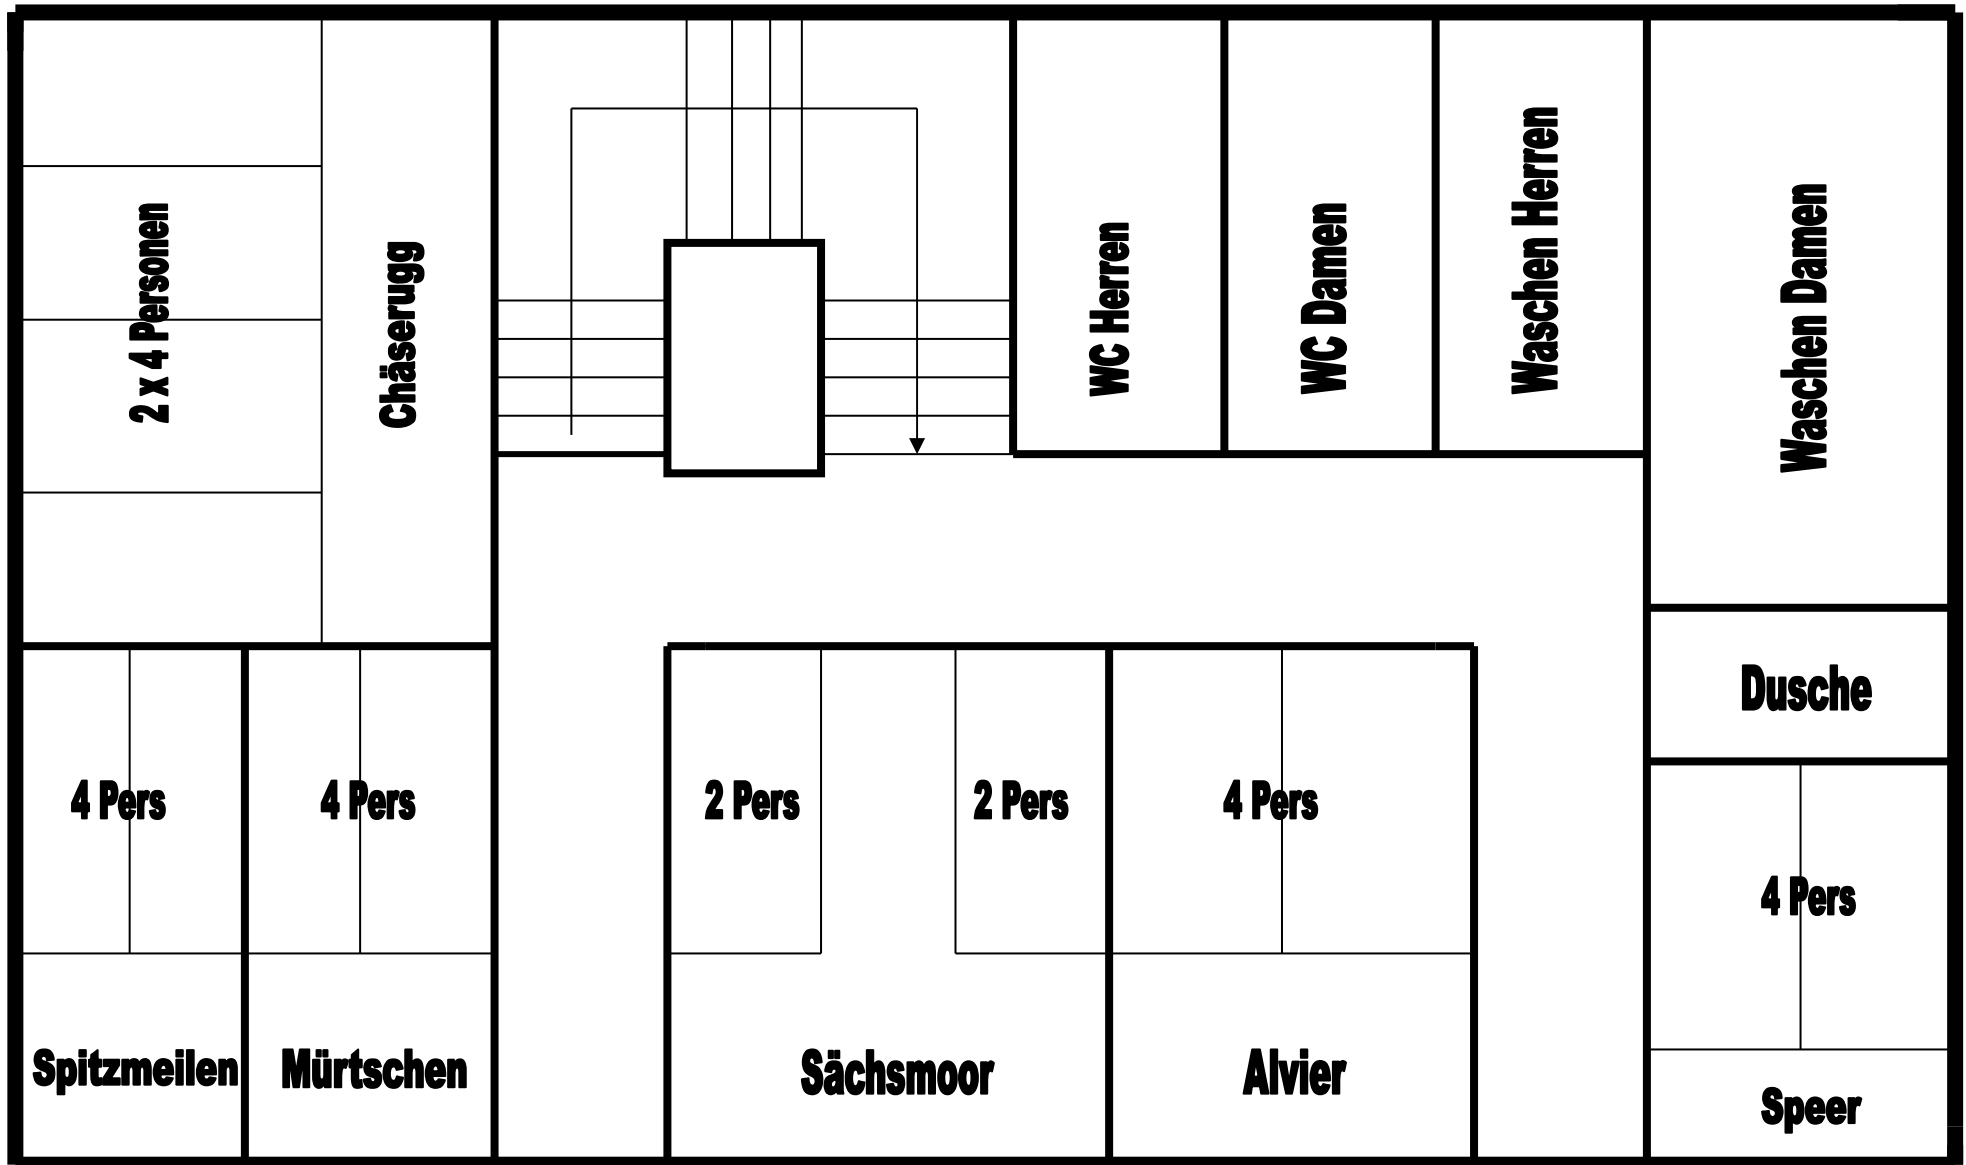 2 x 4 Personen
Chäserugg
WC Herren
WC Damen
Waschen Herren
Waschen Damen
Dusche
4 Pers
4 Pers
2 Pers
2 Pers
4 Pers
4 Pers
Spitzmeilen
Mürtschen
Sächsmoor
Alvier
Speer